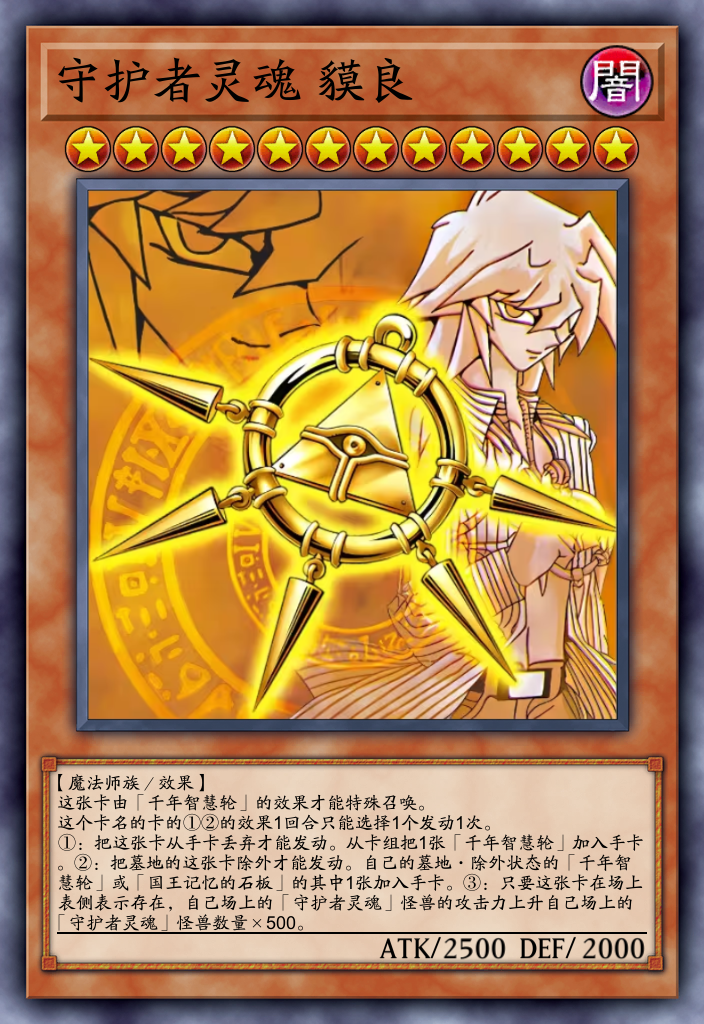 守护者灵魂 貘良
闇
【魔法师族／效果】
这张卡由「千年智慧轮」的效果才能特殊召唤。
这个卡名的卡的①②的效果1回合只能选择1个发动1次。
①：把这张卡从手卡丢弃才能发动。从卡组把1张「千年智慧轮」加入手卡
。②：把墓地的这张卡除外才能发动。自己的墓地·除外状态的「千年智
慧轮」或「国王记忆的石板」的其中1张加入手卡。③：只要这张卡在场上
表侧表示存在，自己场上的「守护者灵魂」怪兽的攻击力上升自己场上的
「守护者灵魂」怪兽数量×500。
ATK/2500 DEF/2000